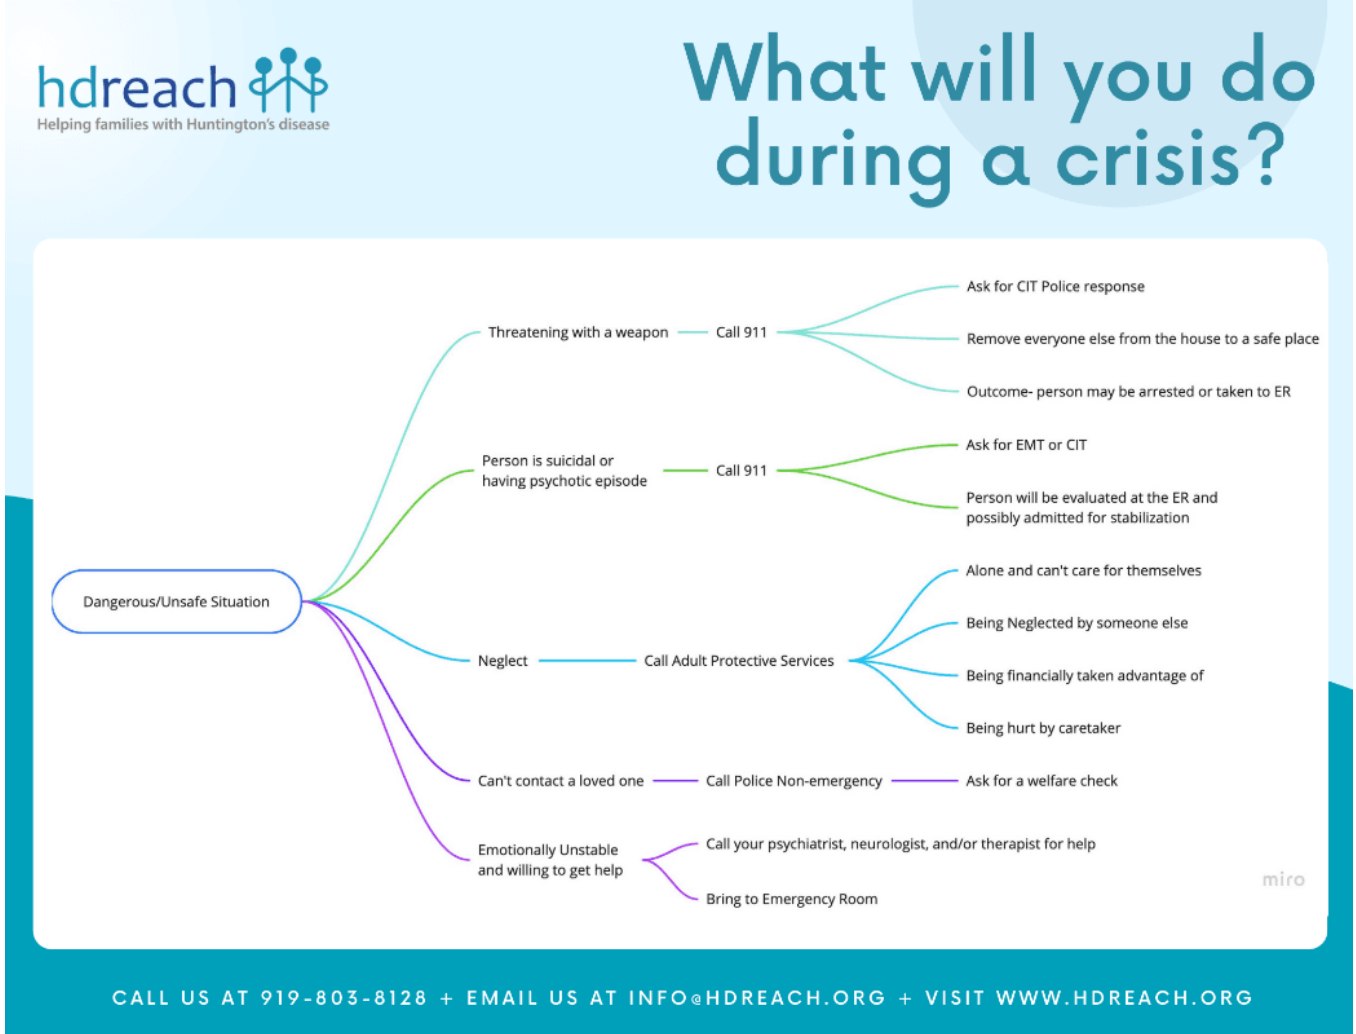 hdreach
Helping families with Huntington's disease
What will you do
during a crisis?
Dangerous/Unsafe Situation
Threatening with a weapon
Call 911
Ask for CIT Police response
Remove everyone else from the house to a safe place
Outcome- person may be arrested or taken to ER
Person is suicidal or
having psychotic episode
Call 911
Ask for EMT or CIT
Person will be evaluated at the ER and
possibly admitted for stabilization
Neglect
Call Adult Protective Services
Alone and can't care for themselves
Being Neglected by someone else
Being financially taken advantage of
Being hurt by caretaker
Can't contact a loved one
Call Police Non-emergency
Ask for a welfare check
Emotionally Unstable
and willing to get help
Call your psychiatrist, neurologist, and/or therapist for help
Bring to Emergency Room
miro
CALL US AT 919-803-8128 + EMAIL US AT INFO@HDREACH.ORG + VISIT WWW.HDREACH.ORG